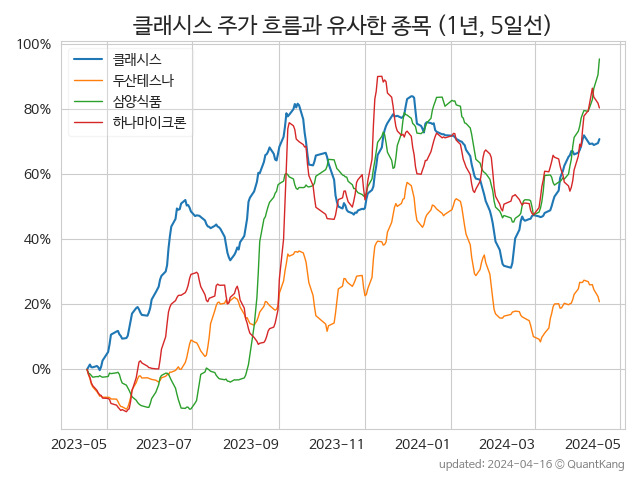 클래시스 주가 흐름과 유사한 종목 (1년, 5일선)
100%
80%
60%
40%
20%
0%
클래시스
두산테스나
삼양식품
하나마이크론
2023-05 2023-07 2023-09 2023-11 2024-01 2024-03 2024-05
updated: 2024-04-16 © QuantKang